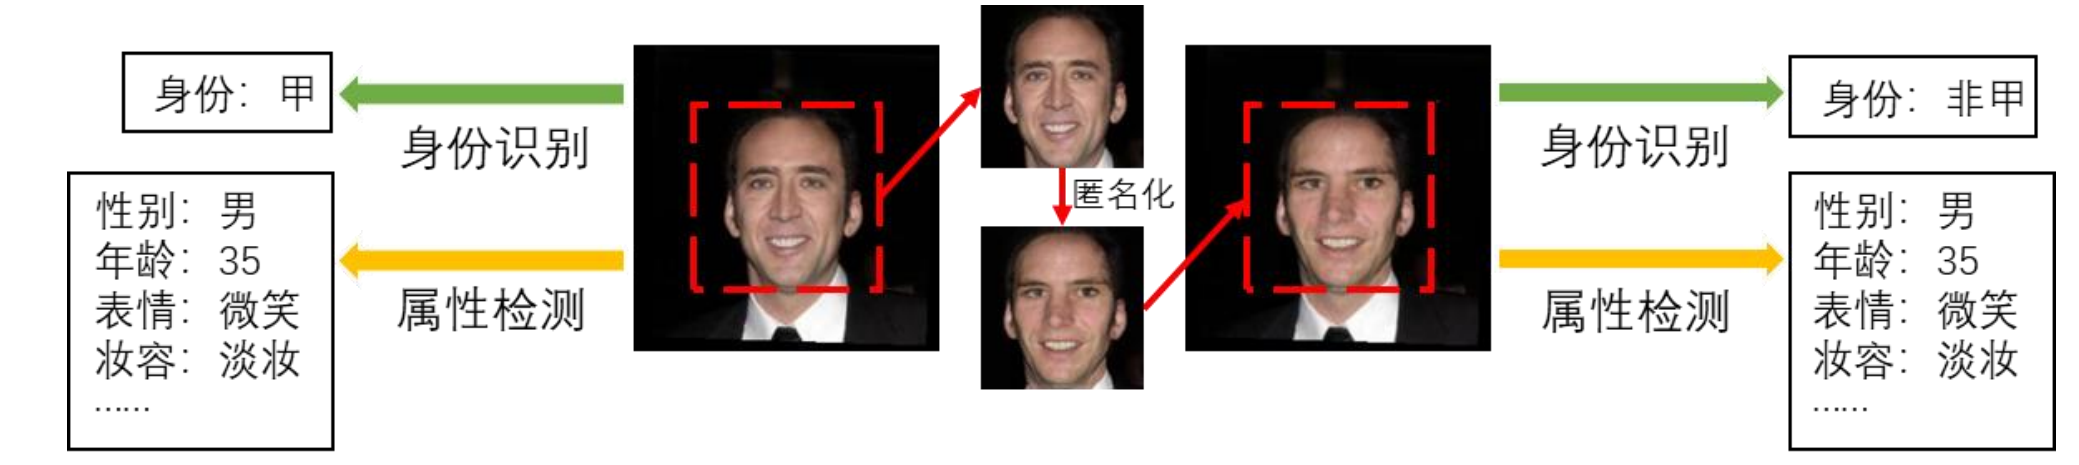 身份：甲
身份识别
性别：男
年龄：35
表情：微笑
妆容：淡妆
……
属性检测
匿名化
身份：非甲
身份识别
性别：男
年龄：35
表情：微笑
妆容：淡妆
……
属性检测